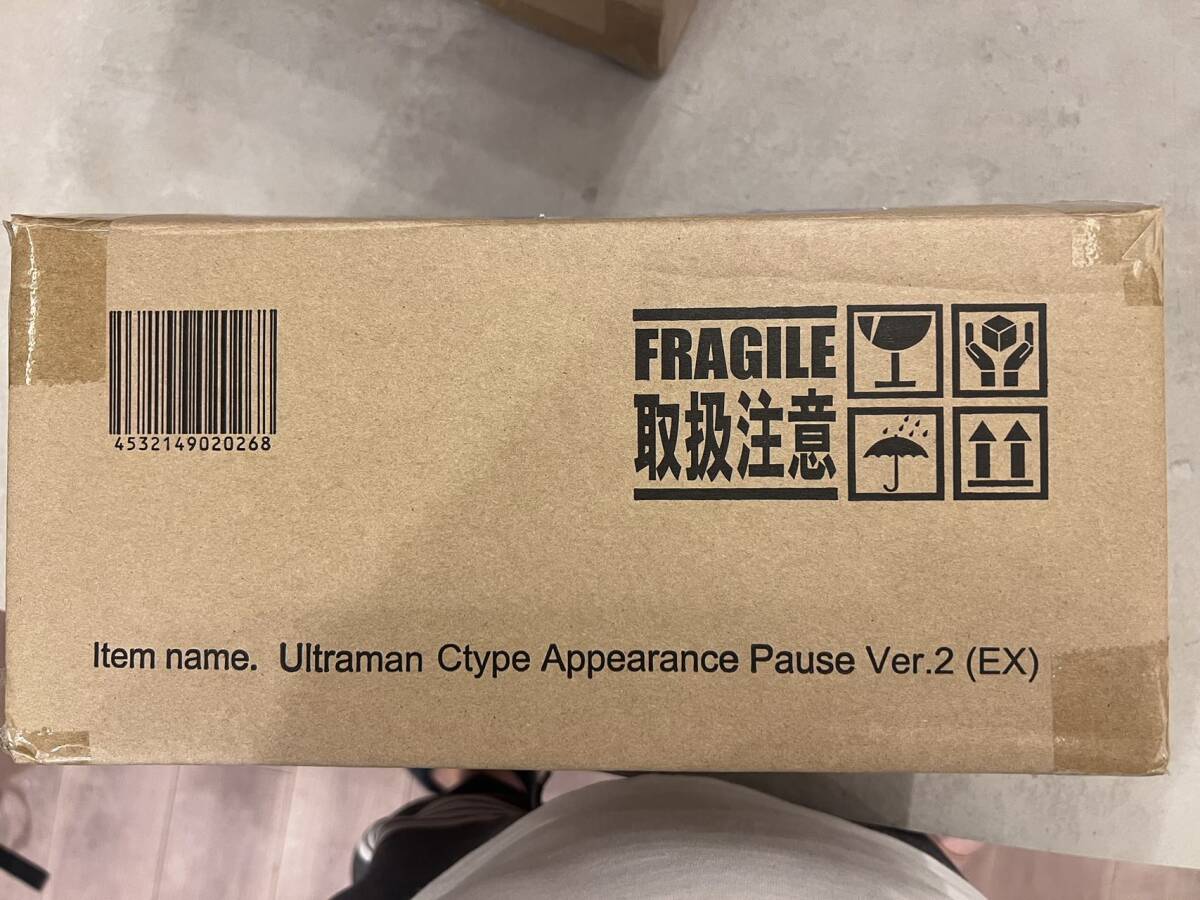 4532149020268
FRAGILE
取扱注意
Item name. Ultraman Ctype Appearance Pause Ver.2 (EX)